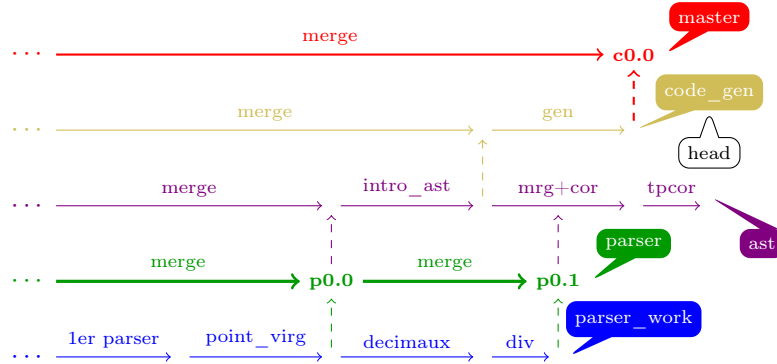 master
merge
··· c0.0
code_gen
merge gen
···
head
merge intro_ast mrg+cor tpcor
···
parser ast
merge merge
··· p0.0 p0.1
parser_work
1er parser point_virg decimaux div
···